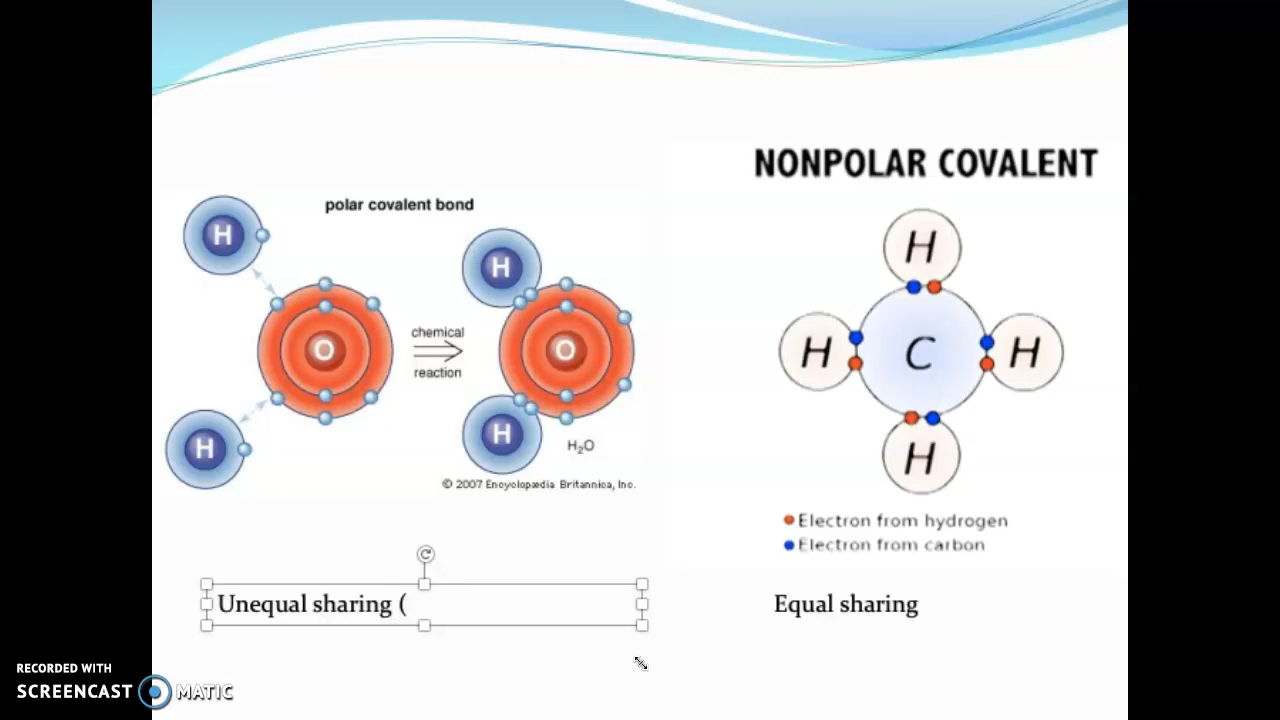 NONPOLAR COVALENT
polar covalent bond
H
H
O
chemical
reaction
H
O
H
H₂O
© 2007 Encyclopædia Britannica, Inc.
H
H
C
H
H
Electron from hydrogen
Electron from carbon
Unequal sharing (
Equal sharing
RECORDED WITH
SCREENCAST MATIC